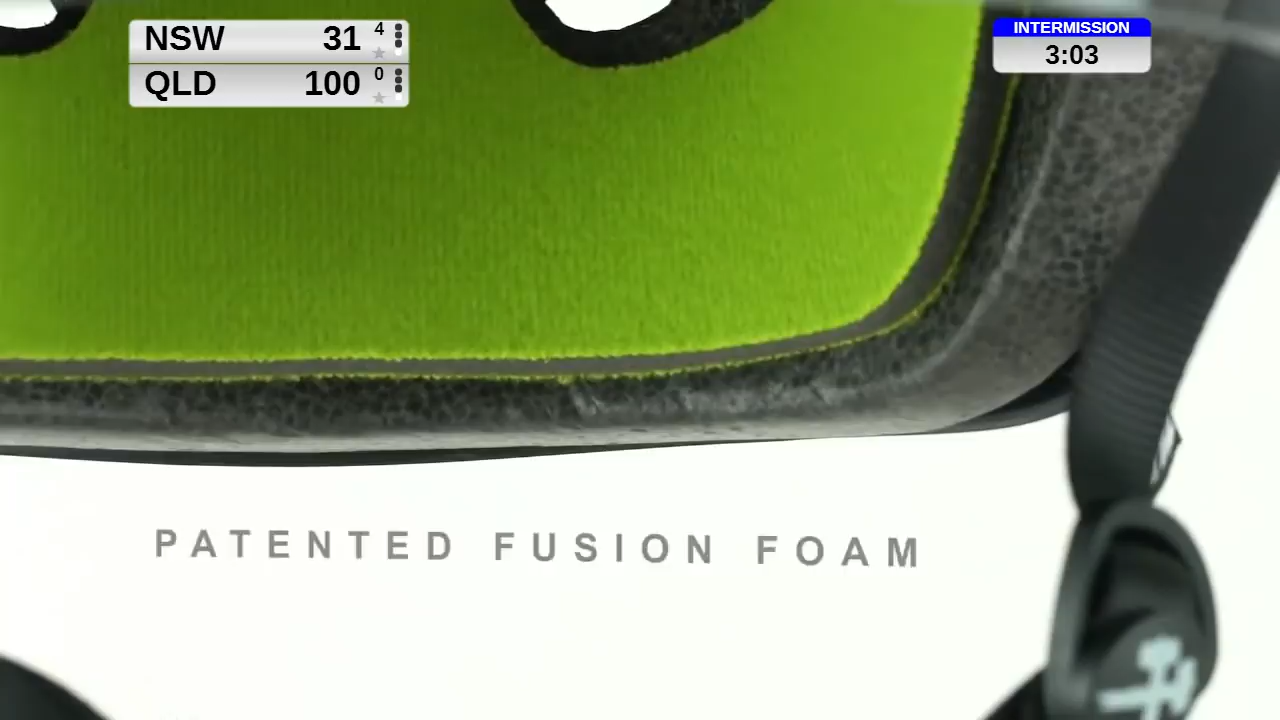 NSW 31 4
QLD 100 0
INTERMISSION
3:03
PATENTED FUSION FOAM